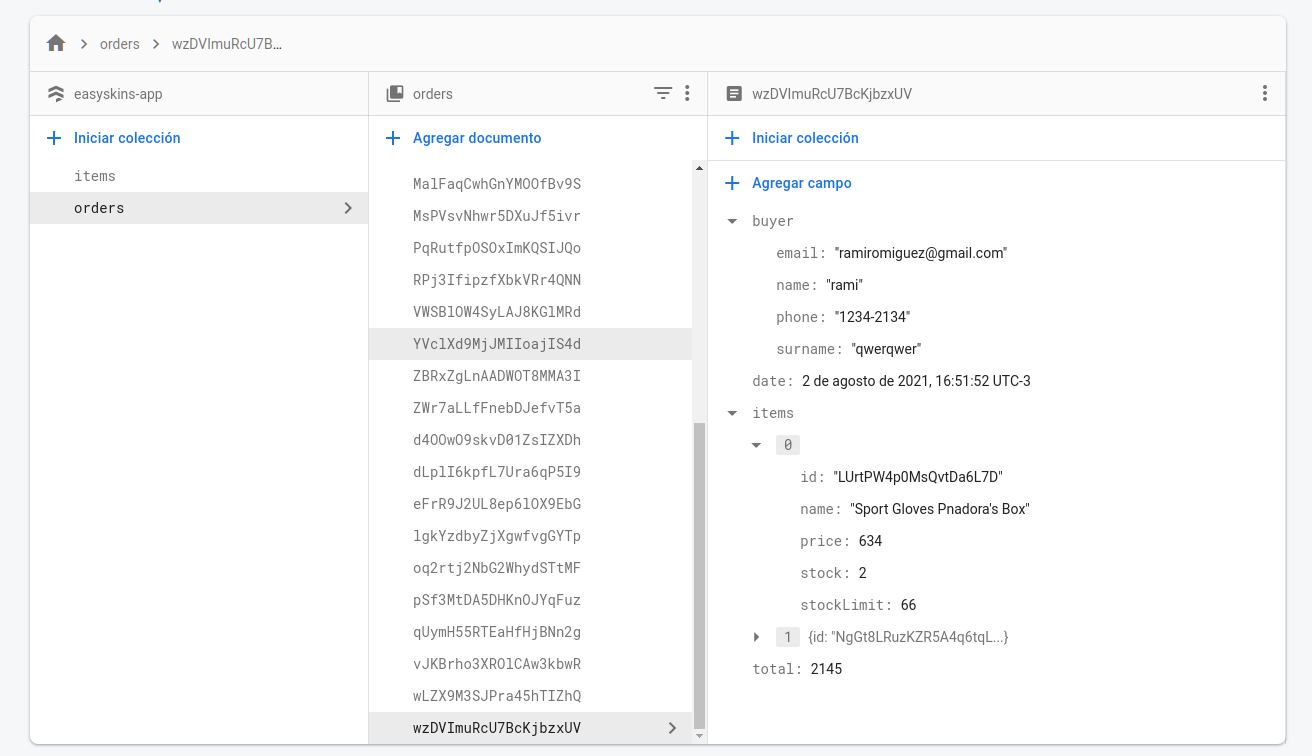 orders
wzDVImuRcU7B...
easyskins-app
Iniciar colección
items
orders
orders
Agregar documento
MalFaqCwhGnYMOOfBv9S
MsPVsvNhwr5DXuJf5ivr
PqRutfpOSOxImKQSIJQo
RPj3IfipzfXbkVRr4QNN
VWSBlOW4SyLAJ8KGlMRd
YVclXd9MjJMIIoajIS4d
ZBRxZgLnAADWOT8MMA3I
ZWr7aLLfFnebDJefvT5a
d4OOwO9skvD01ZsIZXDh
dLplI6kpfL7Ura6qP5I9
eFrR9J2UL8ep6lOX9EbG
lgkYzdbyZjXgwfvgGYTp
oq2rtj2NbG2WhydSTtMF
pSf3MtDA5DHKnOJYqFuz
qUymH55RTEaHfHjBNn2g
vJKBrho3XROlCAw3kbwR
wLZX9M3SJPra45hTIZhQ
wzDVImuRcU7BcKjbzxUV
wzDVImuRcU7BcKjbzxUV
Iniciar colección
Agregar campo
buyer
email: "ramiromiguez@gmail.com"
name: "rami"
phone: "1234-2134"
surname: "qwerqwer"
date: 2 de agosto de 2021, 16:51:52 UTC-3
items
0
id: "LUrtPW4p0MsQvtDa6L7D"
name: "Sport Gloves Pnadora's Box"
price: 634
stock: 2
stockLimit: 66
1 {id: "NgGt8LRuzKZR5A4q6tqL...}
total: 2145